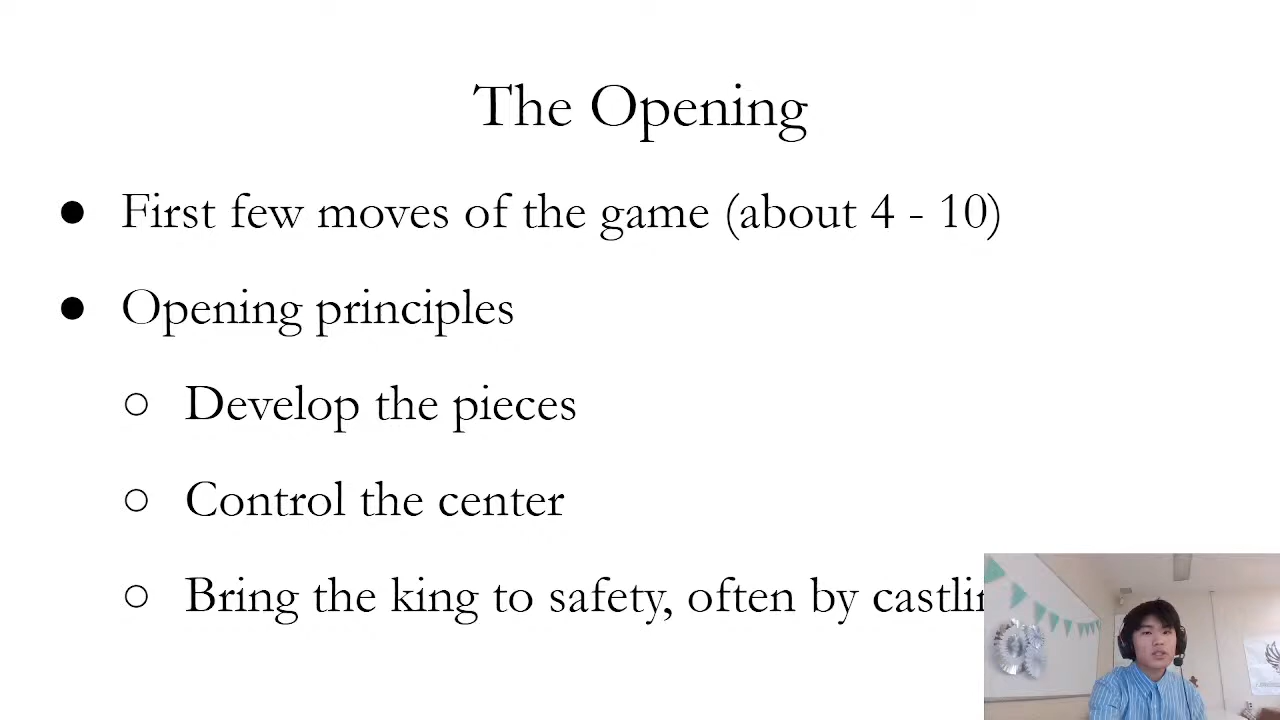 The Opening
● First few moves of the game (about 4 - 10)
● Opening principles
○ Develop the pieces
○ Control the center
○ Bring the king to safety, often by